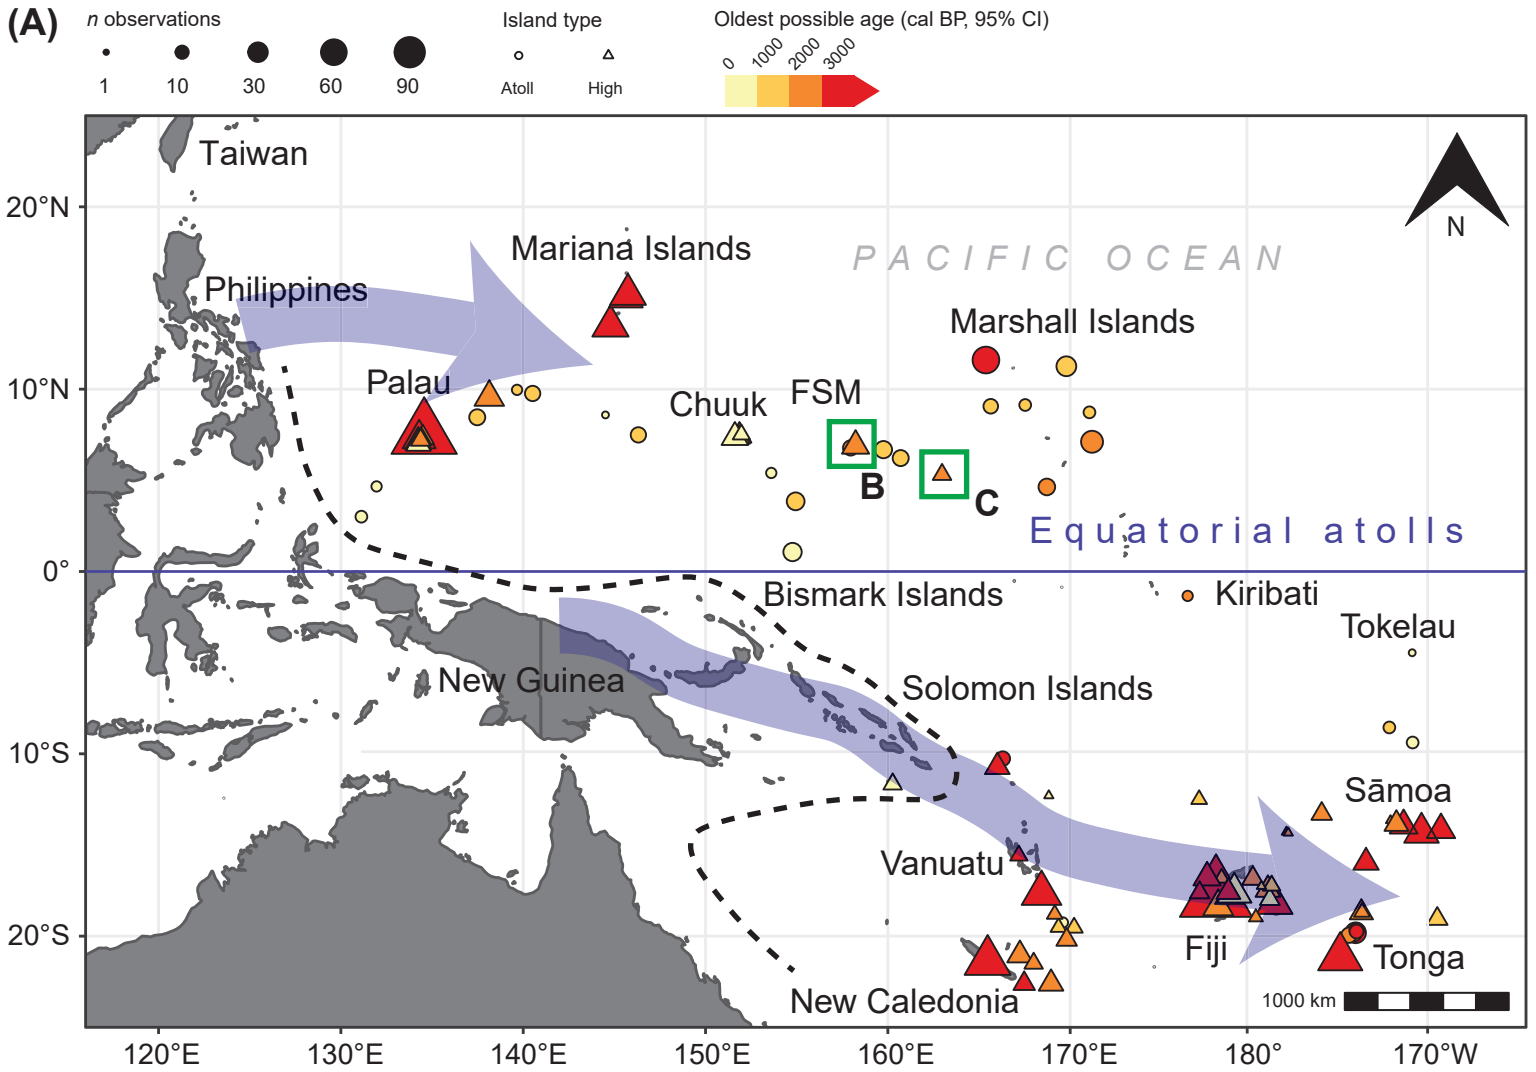 (A)
n observations
Island type
Oldest possible age (cal BP, 95% CI)
0
1000
2000
3000
1
10
30
60
90
Atoll
High
Taiwan
20°N
N
Mariana Islands
PACIFIC OCEAN
Philippines
Marshall Islands
10°N
Palau
Chuuk
FSM
B
C
Equatorial atolls
0°
Bismark Islands
Kiribati
Tokelau
New Guinea
Solomon Islands
10°S
Sāmoa
Vanuatu
20°S
Fiji
Tonga
New Caledonia
1000 km
120°E
130°E
140°E
150°E
160°E
170°E
180°
170°W